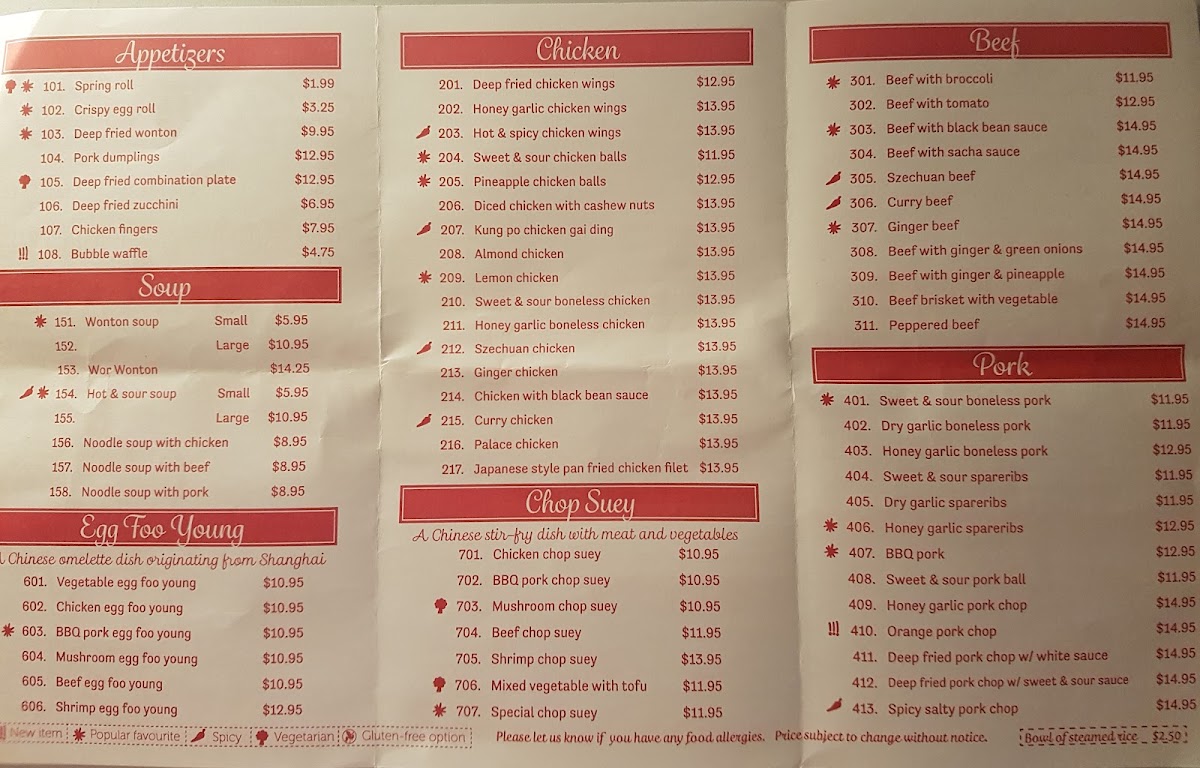 Appetizers
101. Spring roll $1.99
102. Crispy egg roll $3.25
103. Deep fried wonton $9.95
104. Pork dumplings $12.95
105. Deep fried combination plate $12.95
106. Deep fried zucchini $6.95
107. Chicken fingers $7.95
108. Bubble waffle $4.75
Soup
151. Wonton soup Small $5.95
152. Large $10.95
153. Wor Wonton $14.25
154. Hot & sour soup Small $5.95
155. Large $10.95
156. Noodle soup with chicken $8.95
157. Noodle soup with beef $8.95
158. Noodle soup with pork $8.95
Egg Foo Young
Chinese omelette dish originating from Shanghai
601. Vegetable egg foo young $10.95
602. Chicken egg foo young $10.95
603. BBQ pork egg foo young $10.95
604. Mushroom egg foo young $10.95
605. Beef egg foo young $10.95
606. Shrimp egg foo young $12.95
Chicken
201. Deep fried chicken wings $12.95
202. Honey garlic chicken wings $13.95
203. Hot & spicy chicken wings $13.95
204. Sweet & sour chicken balls $11.95
205. Pineapple chicken balls $12.95
206. Diced chicken with cashew nuts $13.95
207. Kung po chicken gai ding $13.95
208. Almond chicken $13.95
209. Lemon chicken $13.95
210. Sweet & sour boneless chicken $13.95
211. Honey garlic boneless chicken $13.95
212. Szechuan chicken $13.95
213. Ginger chicken $13.95
214. Chicken with black bean sauce $13.95
215. Curry chicken $13.95
216. Palace chicken $13.95
217. Japanese style pan fried chicken filet $13.95
Chop Suey
A Chinese stir-fry dish with meat and vegetables
701. Chicken chop suey $10.95
702. BBQ pork chop suey $10.95
703. Mushroom chop suey $10.95
704. Beef chop suey $11.95
705. Shrimp chop suey $13.95
706. Mixed vegetable with tofu $11.95
707. Special chop suey $11.95
Beef
301. Beef with broccoli $11.95
302. Beef with tomato $12.95
303. Beef with black bean sauce $14.95
304. Beef with sacha sauce $14.95
305. Szechuan beef $14.95
306. Curry beef $14.95
307. Ginger beef $14.95
308. Beef with ginger & green onions $14.95
309. Beef with ginger & pineapple $14.95
310. Beef brisket with vegetable $14.95
311. Peppered beef $14.95
Pork
401. Sweet & sour boneless pork $11.95
402. Dry garlic boneless pork $11.95
403. Honey garlic boneless pork $12.95
404. Sweet & sour spareribs $11.95
405. Dry garlic spareribs $11.95
406. Honey garlic spareribs $12.95
407. BBQ pork $12.95
408. Sweet & sour pork ball $11.95
409. Honey garlic pork chop $14.95
410. Orange pork chop $14.95
411. Deep fried pork chop w/ white sauce $14.95
412. Deep fried pork chop w/ sweet & sour sauce $14.95
413. Spicy salty pork chop $14.95
New item Popular favourite Spicy Vegetarian Gluten-free option Please let us know if you have any food allergies. Price subject to change without notice. Bowl of steamed rice $2.50